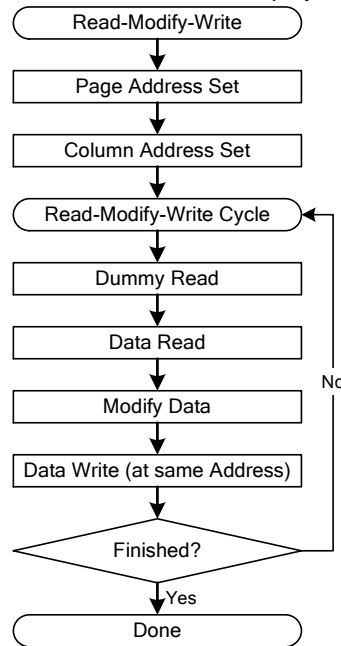 Read-Modify-Write
Page Address Set
Column Address Set
Read-Modify-Write Cycle
Dummy Read
Data Read
Modify Data
No
Data Write (at same Address)
Finished?
Yes
Done